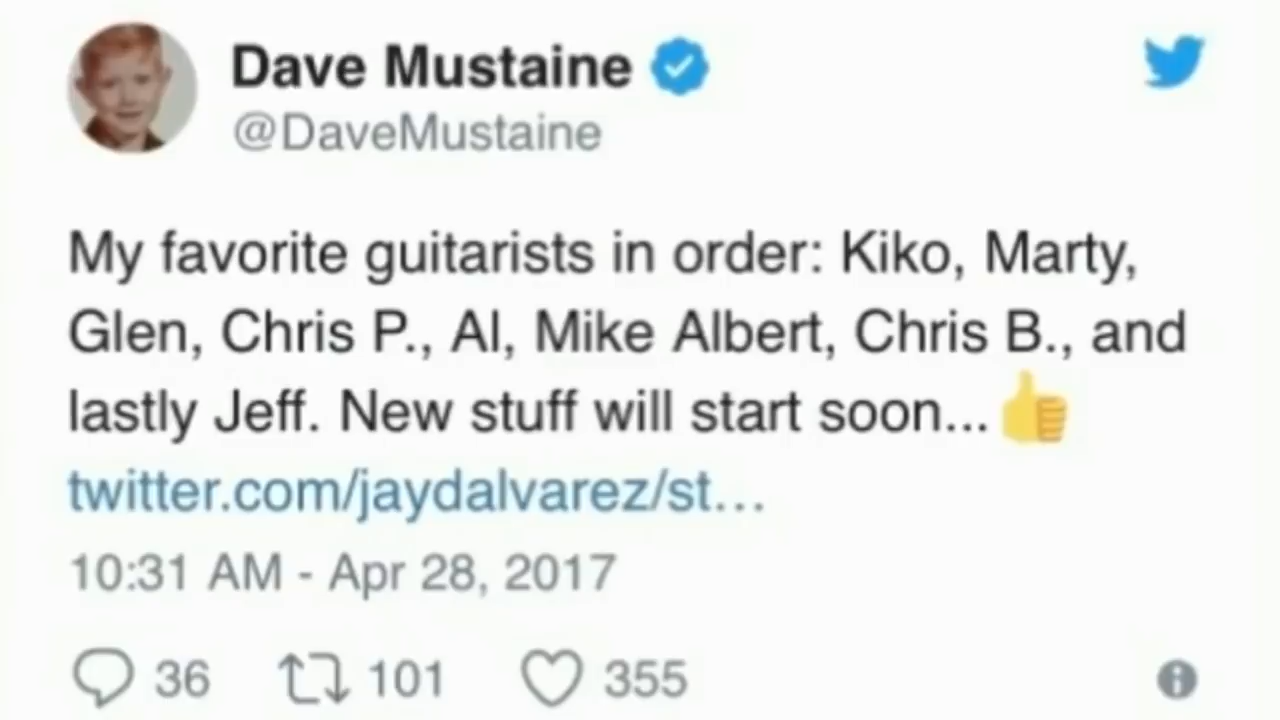 Dave Mustaine
@DaveMustaine
My favorite guitarists in order: Kiko, Marty,
Glen, Chris P., Al, Mike Albert, Chris B., and
lastly Jeff. New stuff will start soon...👍
twitter.com/jaydalvarez/st...
10:31 AM - Apr 28, 2017
36 101 355